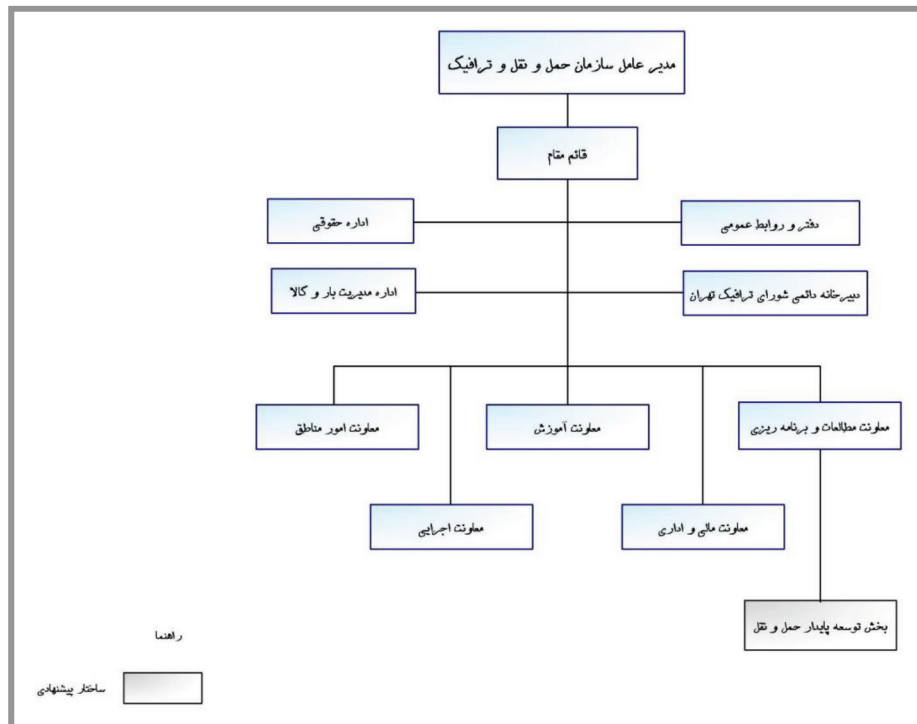 مدیر عامل سازمان حمل و نقل و ترافیک
قائم مقام
دفتر و روابط عمومی
اداره حقوقی
دبیرخانه دائمی شورای ترافیک تهران
اداره مدیریت بار و کالا
معاونت مطالعات و برنامه ریزی
معاونت آموزش
معاونت امور مناطق
معاونت مالی و اداری
معاونت اجرایی
بخش توسعه پایدار حمل و نقل
راهنما
ساختار پیشنهادی